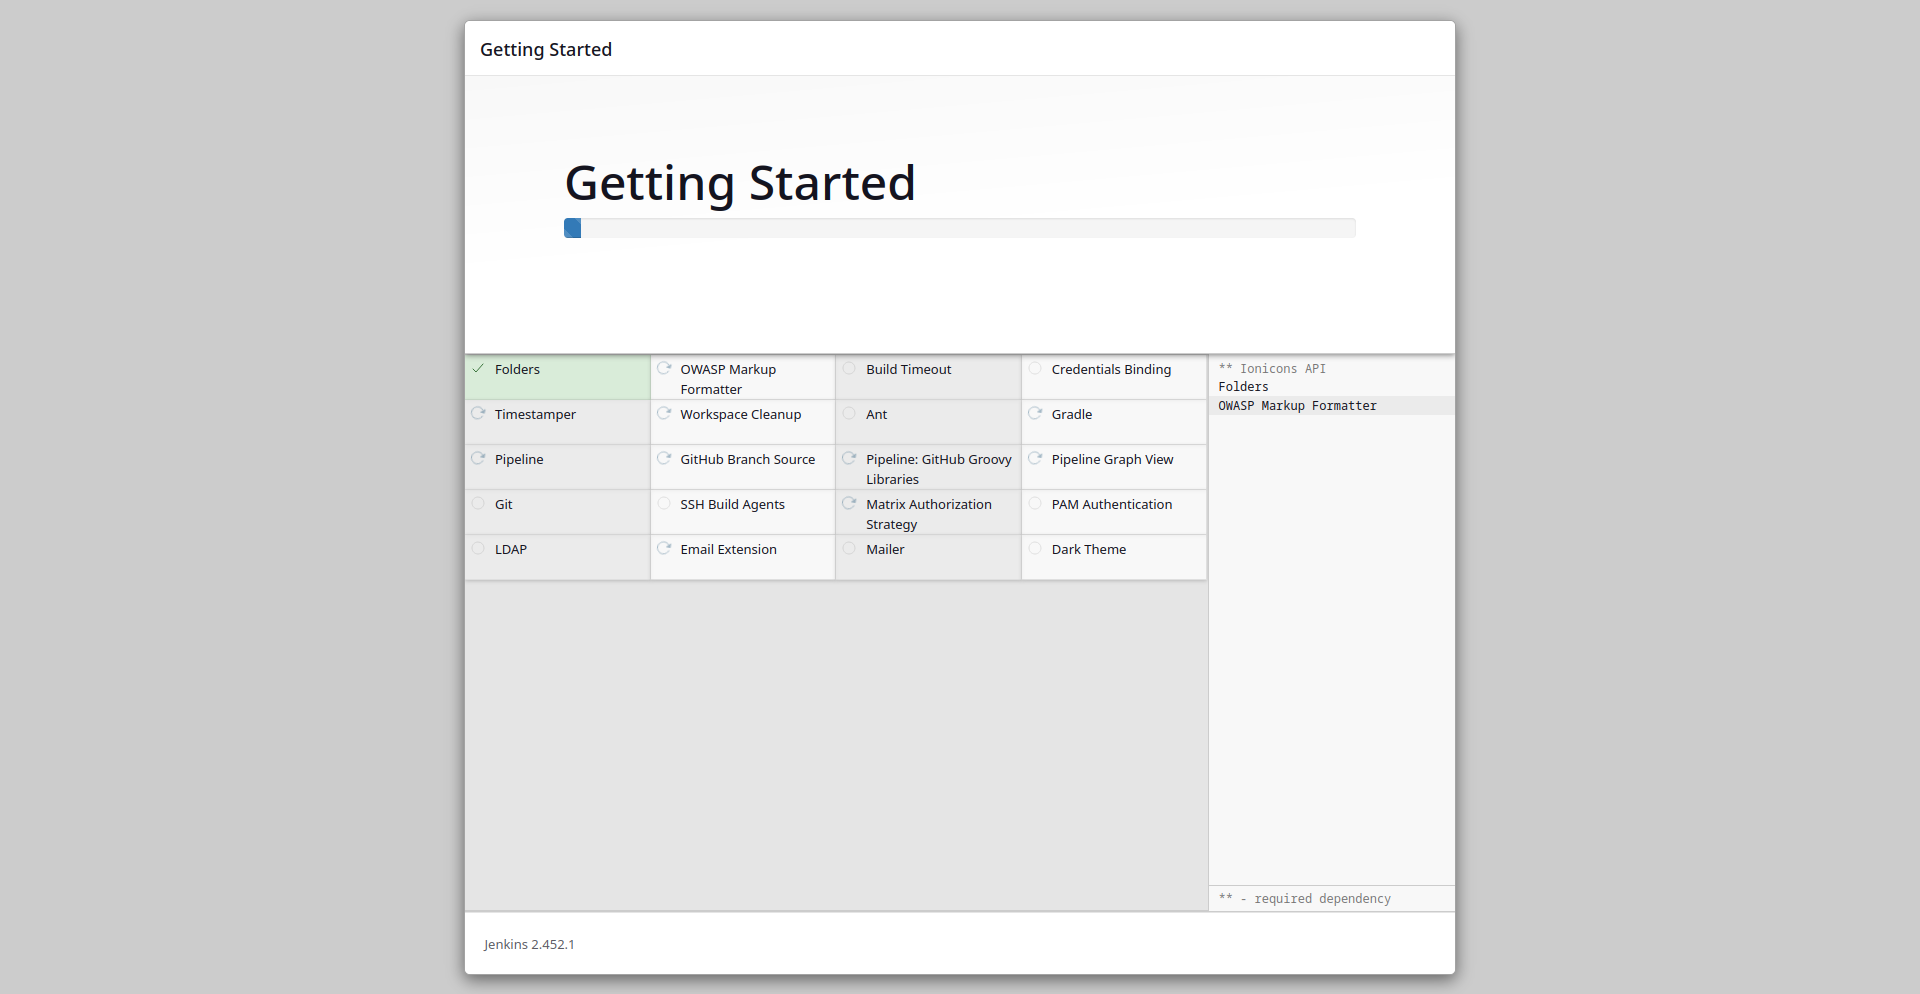 Getting Started
Getting Started
Folders
OWASP Markup
Formatter
Build Timeout
Credentials Binding
Timestamper
Workspace Cleanup
Ant
Gradle
Pipeline
GitHub Branch Source
Pipeline: GitHub Groovy
Libraries
Pipeline Graph View
Git
SSH Build Agents
Matrix Authorization
Strategy
PAM Authentication
LDAP
Email Extension
Mailer
Dark Theme
** Ionicons API
Folders
OWASP Markup Formatter
** - required dependency
Jenkins 2.452.1